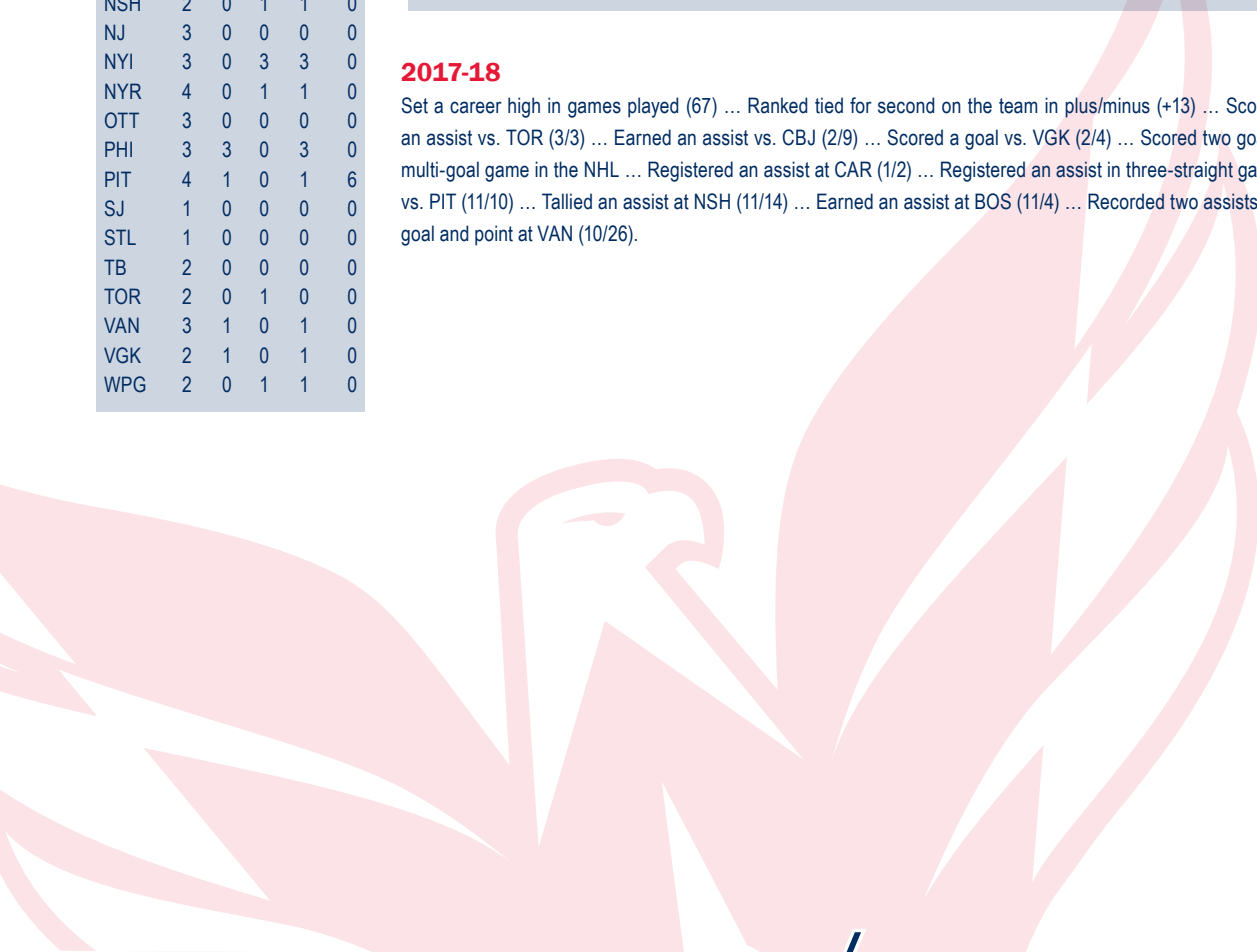 NSH 2 0 1 1 0
NJ 3 0 0 0 0
NYI 3 0 3 3 0
NYR 4 0 1 1 0
OTT 3 0 0 0 0
PHI 3 3 0 3 0
PIT 4 1 0 1 6
SJ 1 0 0 0 0
STL 1 0 0 0 0
TB 2 0 0 0 0
TOR 2 0 1 0 0
VAN 3 1 0 1 0
VGK 2 1 0 1 0
WPG 2 0 1 1 0
2017-18
Set a career high in games played (67) … Ranked tied for second on the team in plus/minus (+13) … Sco
an assist vs. TOR (3/3) … Earned an assist vs. CBJ (2/9) … Scored a goal vs. VGK (2/4) … Scored two go
multi-goal game in the NHL … Registered an assist at CAR (1/2) … Registered an assist in three-straight ga
vs. PIT (11/10) … Tallied an assist at NSH (11/14) … Earned an assist at BOS (11/4) … Recorded two assists
goal and point at VAN (10/26).